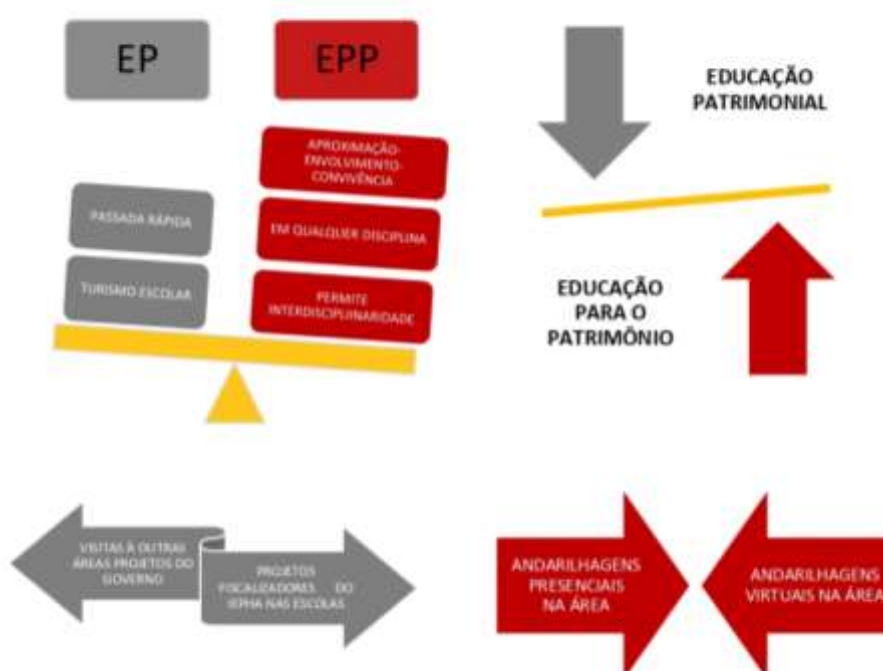 EP
EPP
EDUCAÇÃO
PATRIMONIAL
APROXIMAÇÃO-
ENVOLVIMENTO-
CONVIVÊNCIA
PASSADA RÁPIDA
EM QUALQUER DISCIPLINA
TURISMO ESCOLAR
PERMITE
INTERDISCIPLINARIDADE
EDUCAÇÃO
PARA O
PATRIMÔNIO
VISITAS À OUTRAS
ÁREAS PROJETOS DO
GOVERNO
PROJETOS
FISCALIZADORES DO
IEPHA NAS ESCOLAS
ANDARILHAGENS
PRESENCIAIS
NA ÁREA
ANDARILHAGENS
VIRTUAIS NA ÁREA